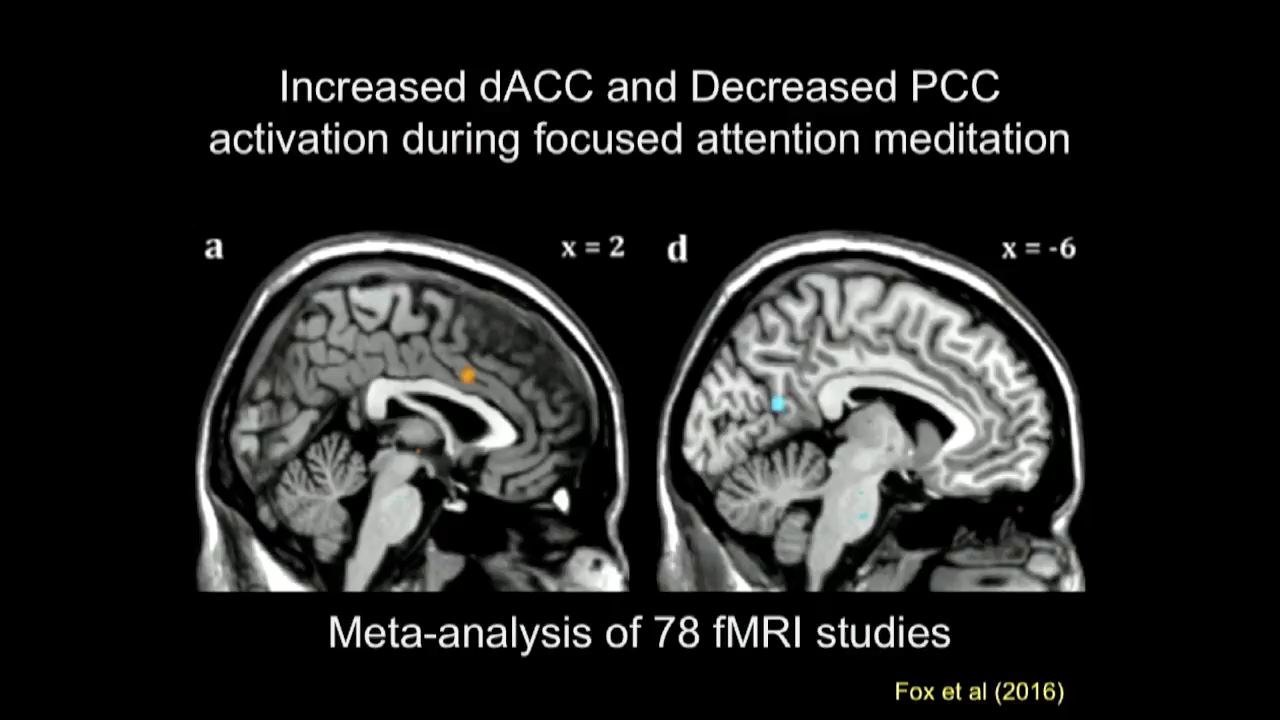 Increased dACC and Decreased PCC
activation during focused attention meditation
a
x = 2
d
x = -6
Meta-analysis of 78 fMRI studies
Fox et al (2016)